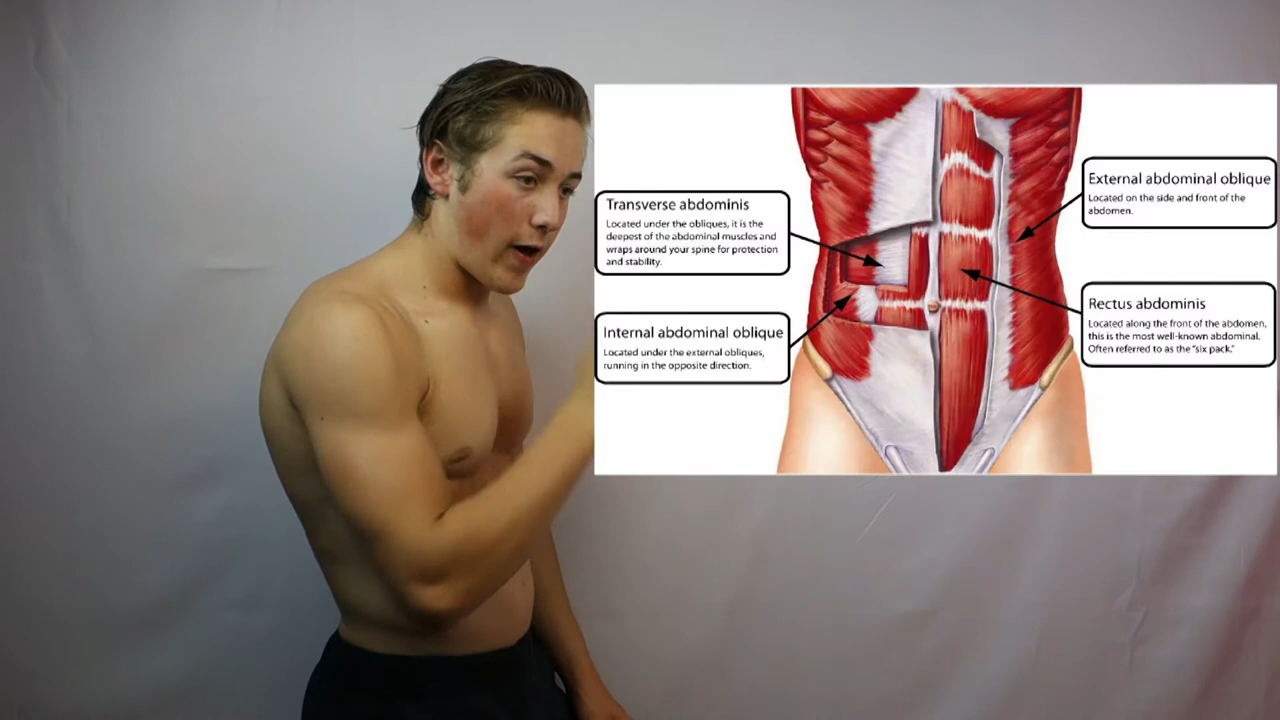 Transverse abdominis
Located under the obliques, it is the
deepest of the abdominal muscles and
wraps around your spine for protection
and stability.
Internal abdominal oblique
Located under the external obliques,
running in the opposite direction.
External abdominal oblique
Located on the side and front of the
abdomen.
Rectus abdominis
Located along the front of the abdomen,
this is the most well-known abdominal.
Often referred to as the "six pack."